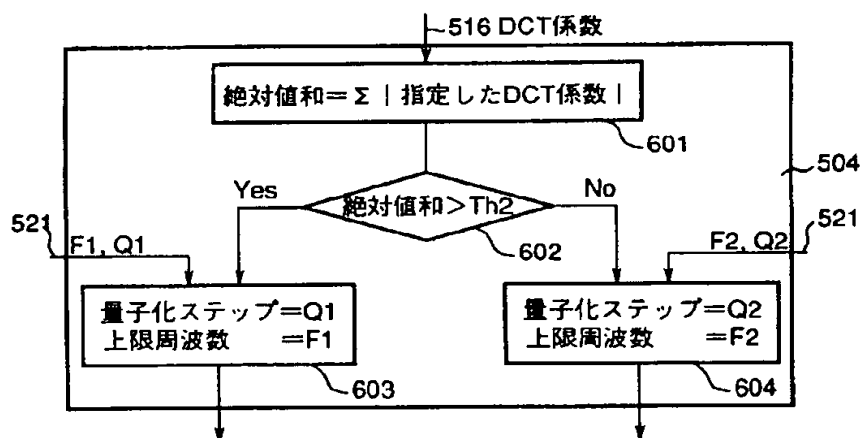 516 DCT係数
絶対値和=Σ|指定したDCT係数|
601
504
Yes
No
絶対値和>Th2
602
521
F1, Q1
F2, Q2
521
量子化ステップ=Q1
上限周波数 =F1
603
量子化ステップ=Q2
上限周波数 =F2
604